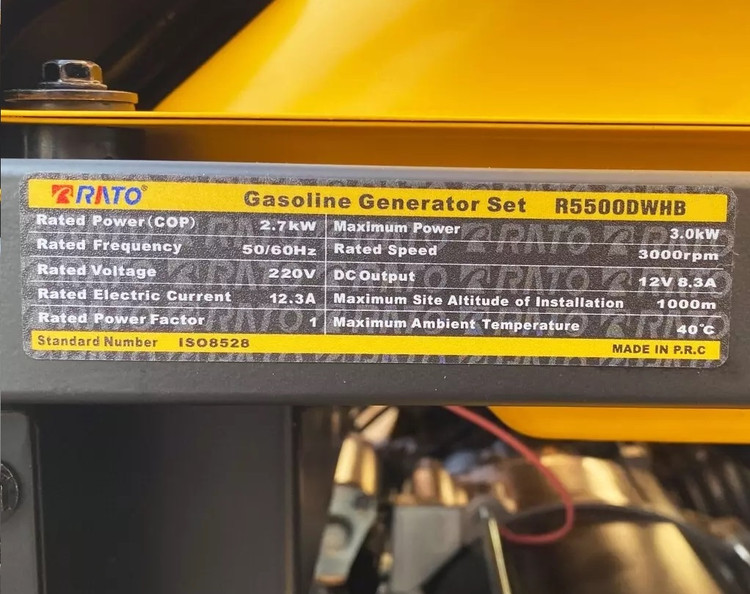 RATO® Gasoline Generator Set R5500DWHB
Rated Power(COP) 2.7kW Maximum Power 3.0kW
Rated Frequency 50/60Hz Rated Speed 3000rpm
Rated Voltage 220V DC Output 12V 8.3A
Rated Electric Current 12.3A Maximum Site Altitude of Installation 1000m
Rated Power Factor 1 Maximum Ambient Temperature 40℃
Standard Number ISO8528 MADE IN P.R.C